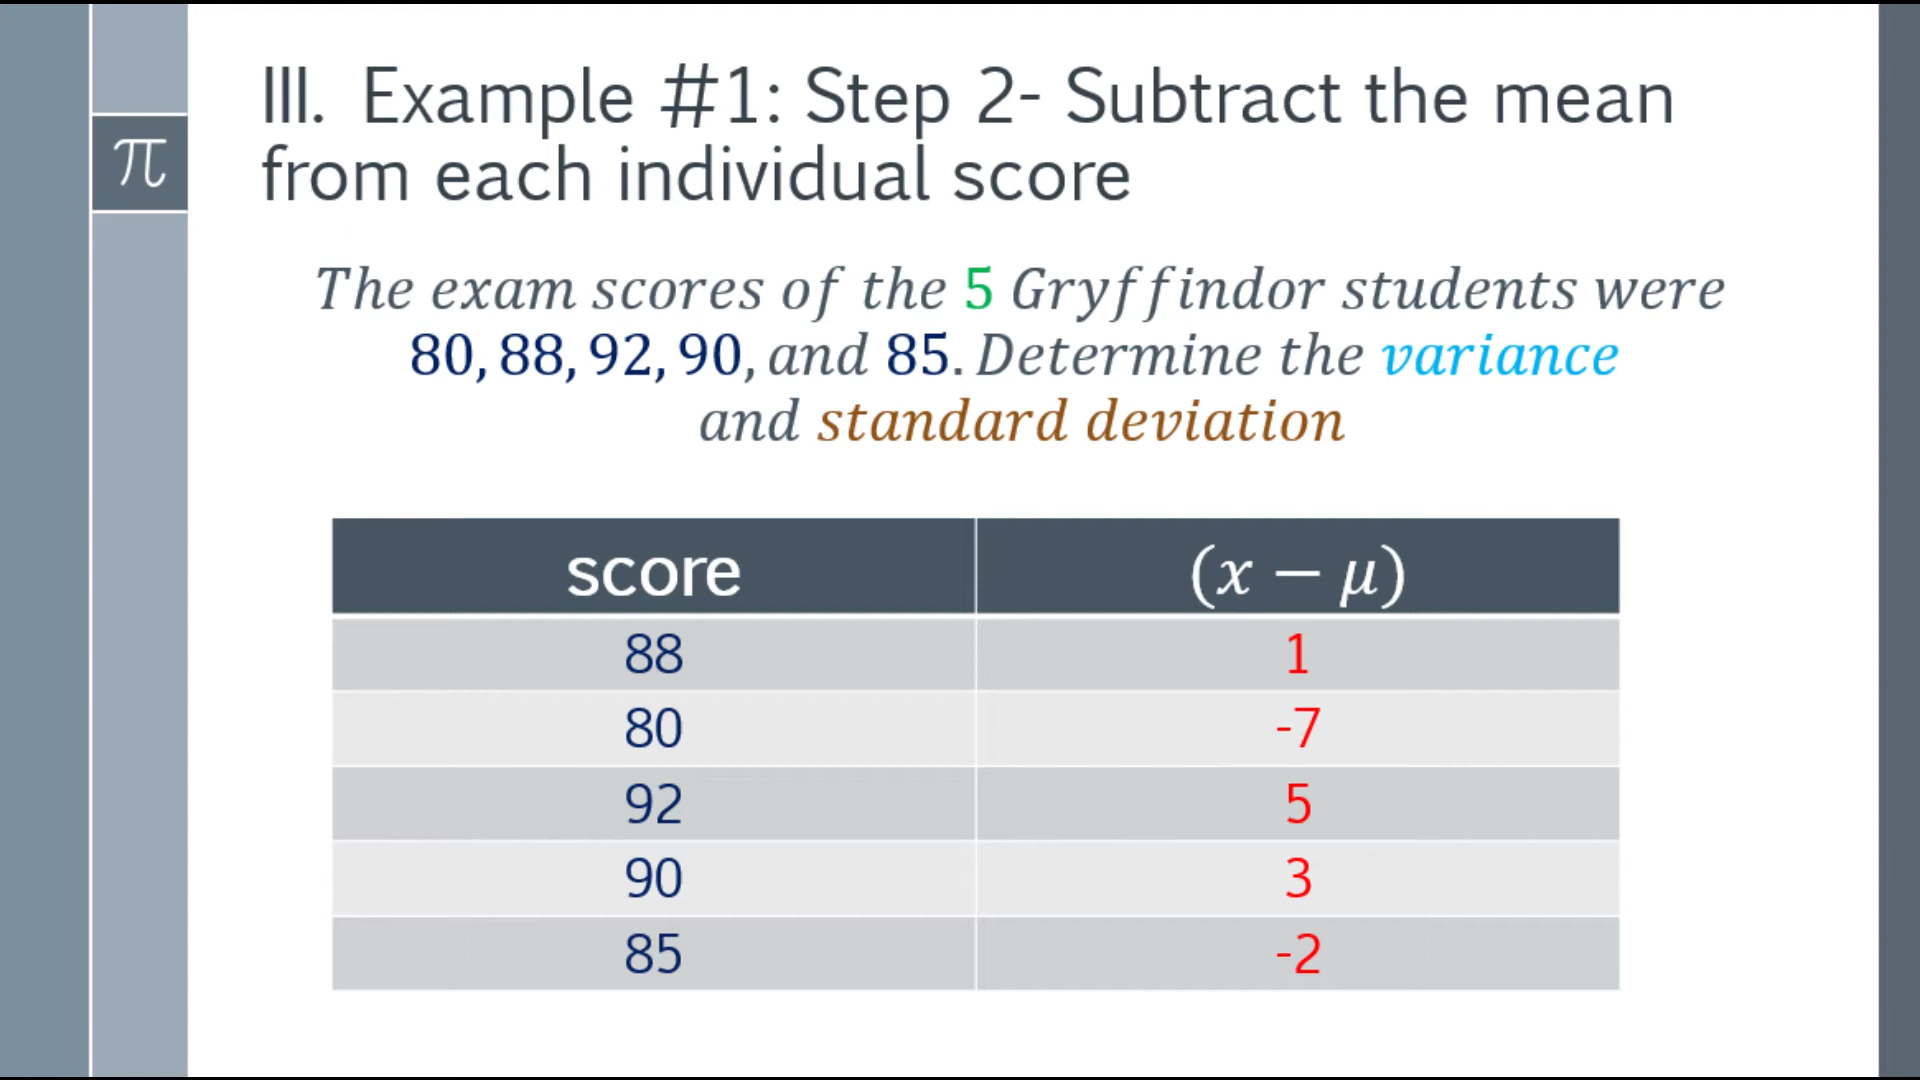 π
III. Example #1: Step 2- Subtract the mean
from each individual score
The exam scores of the 5 Gryffindor students were
80, 88, 92, 90, and 85. Determine the variance
and standard deviation
score (x − μ)
88 1
80 -7
92 5
90 3
85 -2